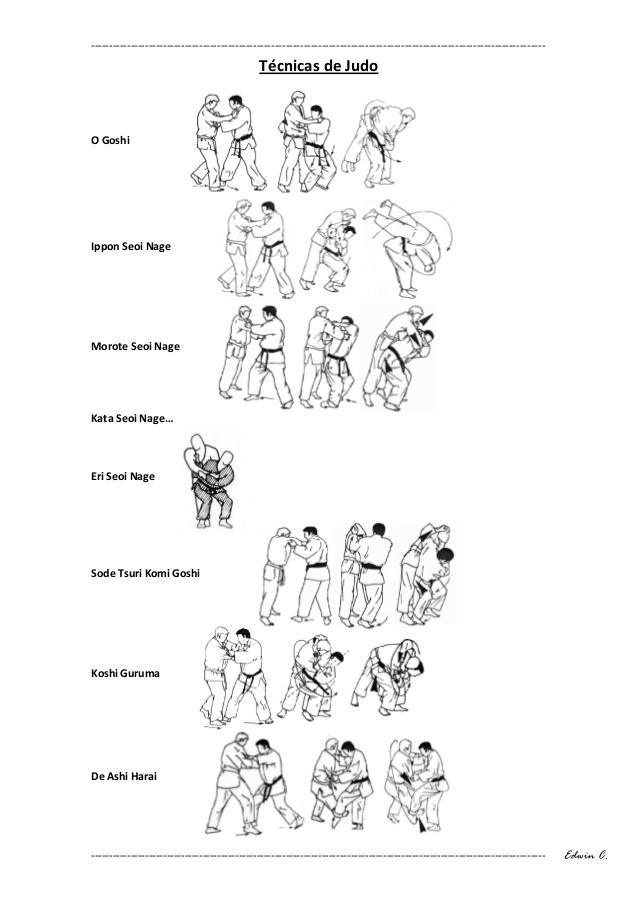 Técnicas de Judo
O Goshi
Ippon Seoi Nage
Morote Seoi Nage
Kata Seoi Nage...
Eri Seoi Nage
Sode Tsuri Komi Goshi
Koshi Guruma
De Ashi Harai
Edwin C.